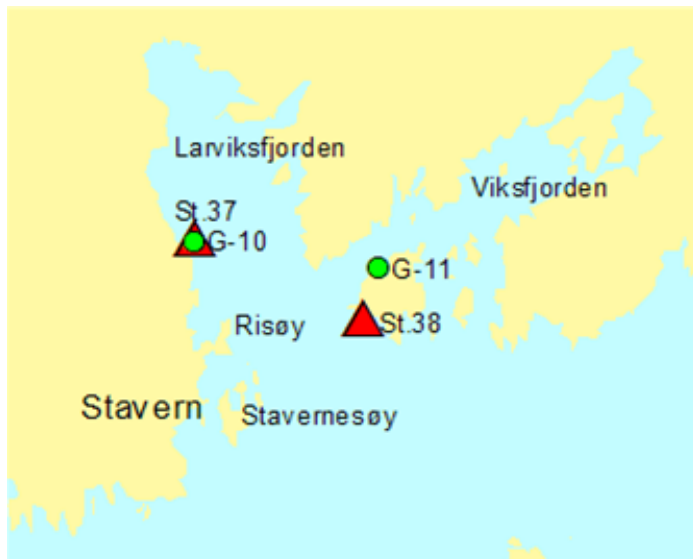 Larviksfjorden
Viksfjorden
St.37
G-10
G-11
Risøy
St.38
Stavern
Stavernesøy